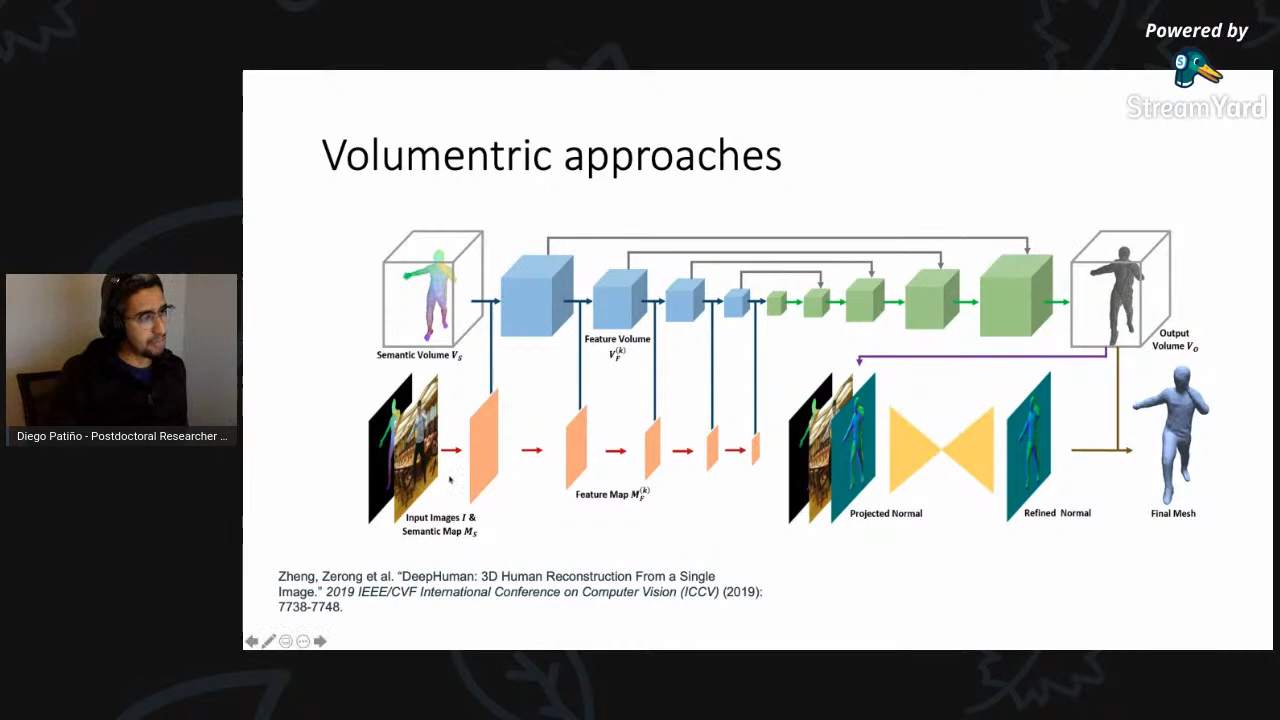 Powered by
S
StreamYard
Volumentric approaches
Semantic Volume Vₛ
Feature Volume
V_F^(k)
Output
Volume V_O
Feature Map M_F^(k)
Input Images I &
Semantic Map Mₛ
Projected Normal
Refined Normal
Final Mesh
Zheng, Zerong et al. “DeepHuman: 3D Human Reconstruction From a Single
Image.” 2019 IEEE/CVF International Conference on Computer Vision (ICCV) (2019):
7738-7748.
Diego Patiño - Postdoctoral Researcher ...